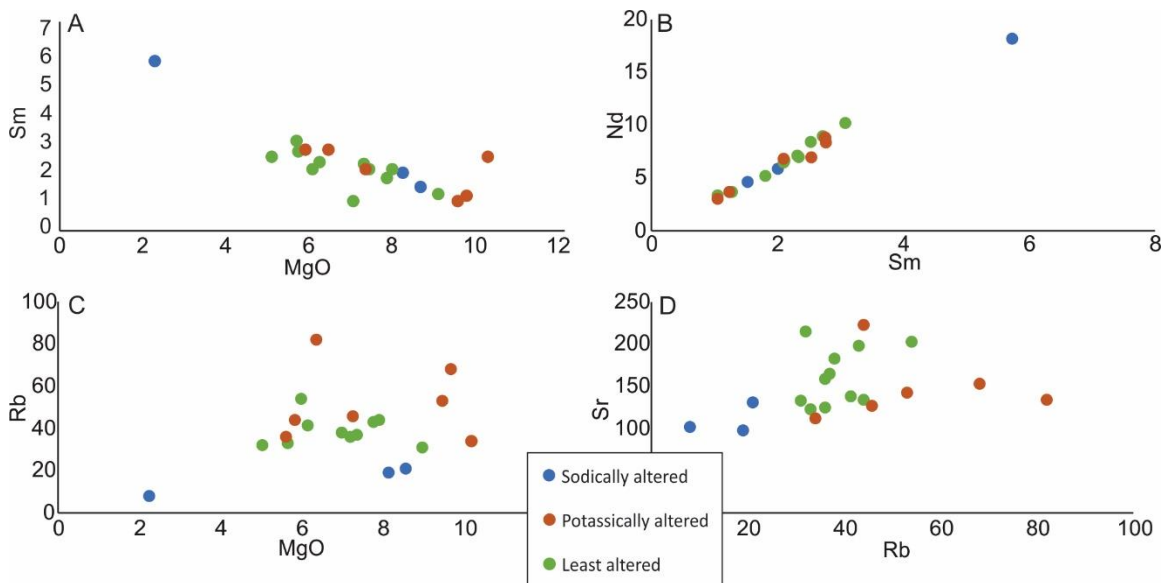 A
7
6
5
4
3
2
1
0
Sm
0 2 4 6 8 10 12
MgO
B
20
15
10
5
0
Nd
0 2 4 6 8
Sm
C
100
80
60
40
20
0
Rb
0 2 4 6 8 10
MgO
D
250
200
150
100
Sr
20 40 60 80 100
Rb
Sodically altered
Potassically altered
Least altered